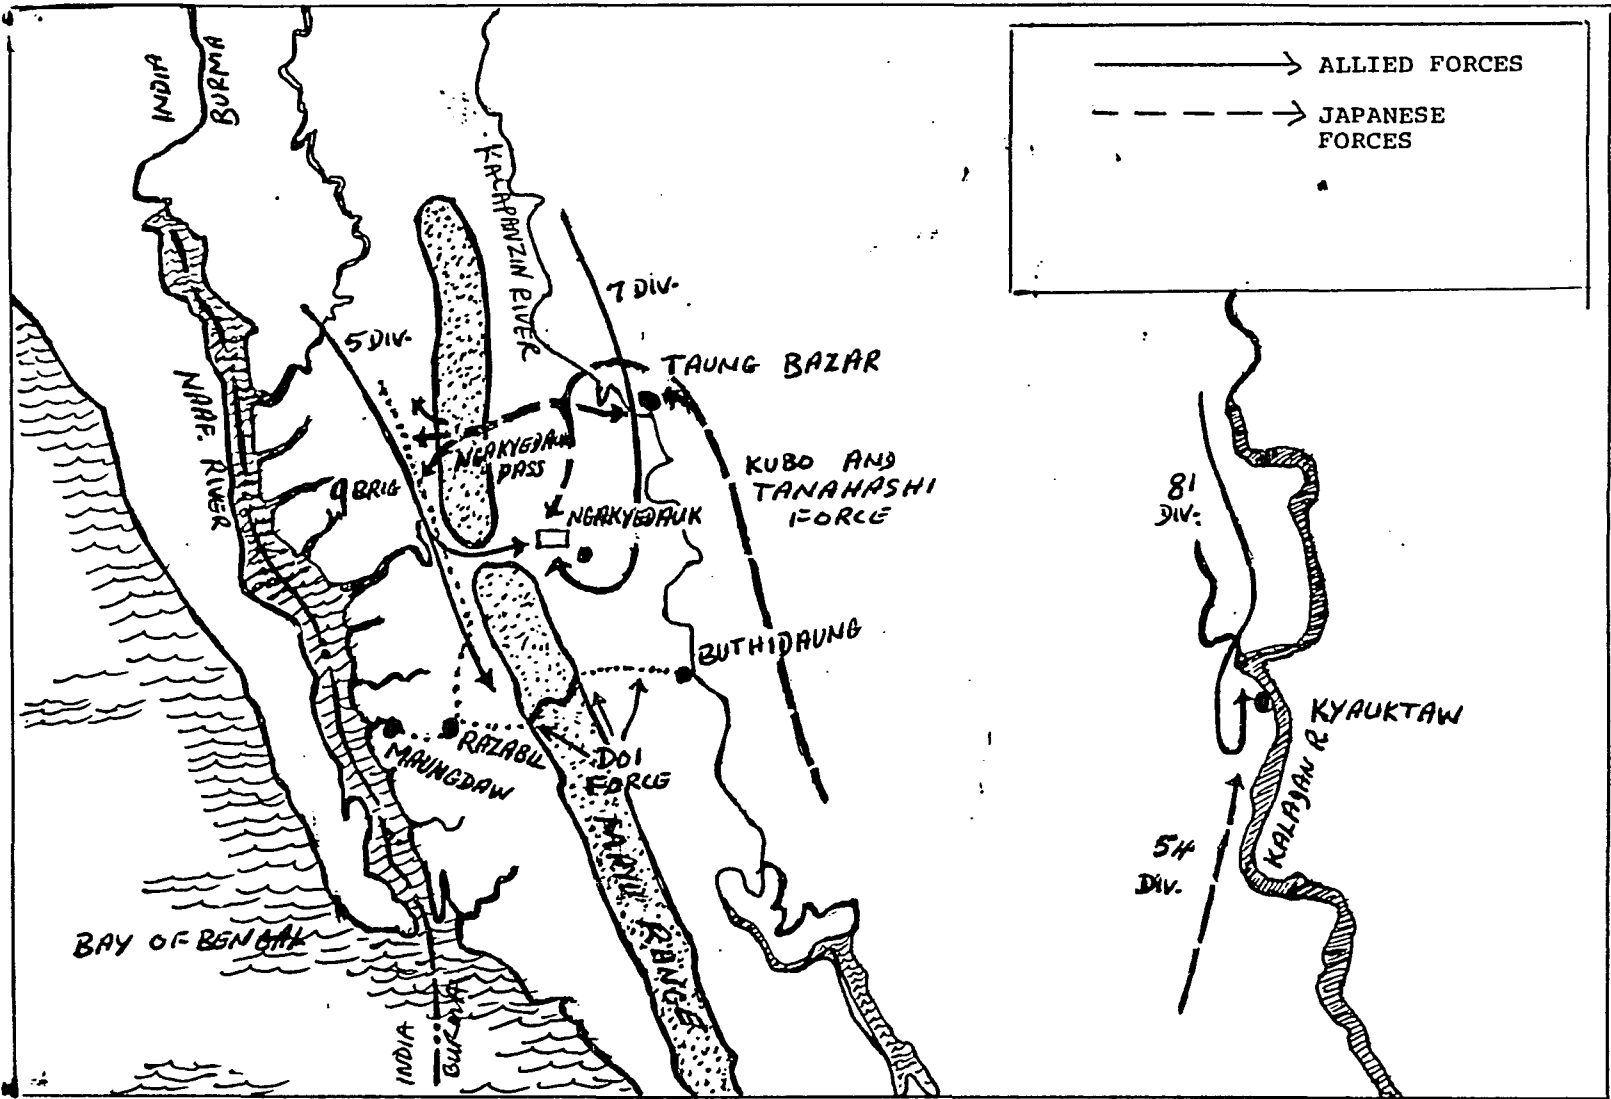 INDIA
BURMA
ALLIED FORCES
JAPANESE
FORCES
KALAPANZIN RIVER
7 DIV.
5 DIV.
TAUNG BAZAR
NAAF. RIVER
NGAKYEDAUK
PASS
KUBO AND
TANAHASHI
FORCE
9 BRIG
NGAKYEDAUK
81
DIV.
BUTHIDAUNG
KYAUKTAW
RAZABIL
MAUNGDAW
DOI
FORCE
KALADAN R.
54
DIV.
MAYU RANGE
BAY OF BENGAL
INDIA
BURMA